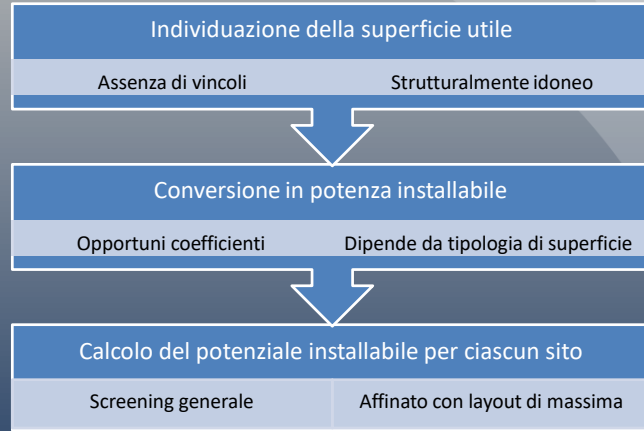 Individuazione della superficie utile
Assenza di vincoli
Strutturalmente idoneo
Conversione in potenza installabile
Opportuni coefficienti
Dipende da tipologia di superficie
Calcolo del potenziale installabile per ciascun sito
Screening generale
Affinato con layout di massima